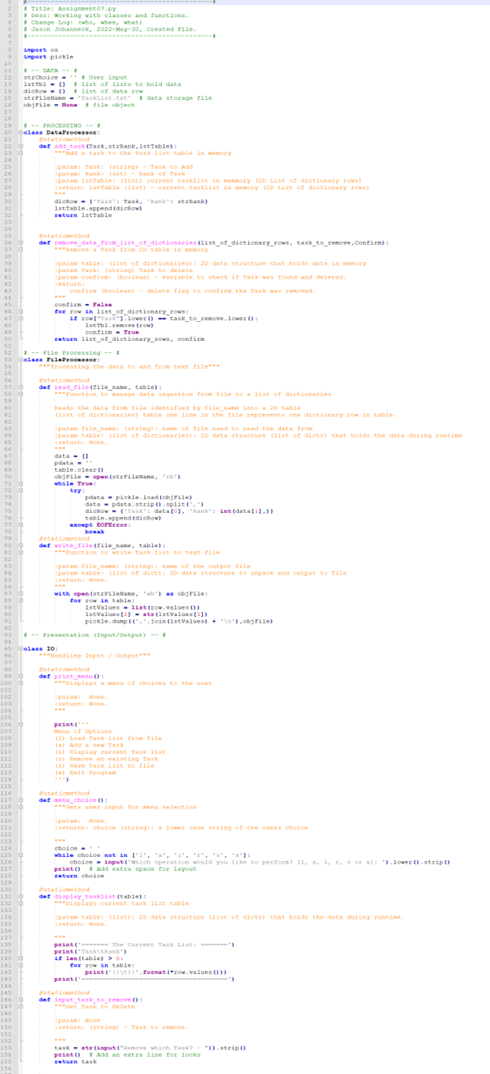 #------------------------------------------#
# Title: Assignment07.py
# Desc: Working with classes and functions.
# Change Log: (who, when, what)
# Jason Johanneck, 2022-May-30, Created File.
#------------------------------------------#
import os
import pickle
# -- DATA -- #
strChoice = '' # User input
lstTbl = [] # list of lists to hold data
dicRow = {} # list of data row
strFileName = 'TaskList.txt' # data storage file
objFile = None # file object
# -- PROCESSING -- #
class DataProcessor:
@staticmethod
def add_task(Task,strRank,lstTable):
"""Add a task to the Task list table in memory
:param: Task: (string) - Task to Add
:param: Rank: (int) - Rank of Task
:param lstTable: (list) current tasklist in memory (2D List of dictionary rows)
:return: lstTable (list) - current tasklist in memory (2D List of dictionary rows)
"""
dicRow = {'Task': Task, 'Rank': strRank}
lstTable.append(dicRow)
return lstTable
@staticmethod
def remove_data_from_list_of_dictionaries(list_of_dictionary_rows, task_to_remove,Confirm):
"""Remove a Task from 2D table in memory
:param table: (list of dictionaries): 2D data structure that holds data in memory
:param Task: (string) Task to delete
:param confirm: (boolean) - variable to check if Task was found and deleted.
:Return:
confirm (boolean) - delete flag to confirm the Task was removed.
"""
confirm = False
for row in list_of_dictionary_rows:
if row["Task"].lower() == task_to_remove.lower():
lstTbl.remove(row)
confirm = True
return list_of_dictionary_rows, confirm
# -- File Processing -- #
class FileProcessor:
"""Processing the data to and from text file"""
@staticmethod
def read_file(file_name, table):
"""Function to manage data ingestion from file to a list of dictionaries
Reads the data from file identified by file_name into a 2D table
(list of dictionaries) table one line in the file represents one dictionary row in table.
:param file_name: (string): name of file used to read the data from
:param table: (list of dictionaries): 2D data structure (list of dicts) that holds the data during runtime
:return: None.
"""
data = []
pdata = ''
table.clear()
objFile = open(strFileName, 'rb')
while True:
try:
pdata = pickle.load(objFile)
data = pdata.strip().split(',')
dicRow = {'Task': data[0], 'Rank': int(data[1],)}
table.append(dicRow)
except EOFError:
break
@staticmethod
def write_file(file_name, table):
"""Function to write Task List to text file
:param file_name: (string): name of the output file
:param table: (list of dict): 2D data structure to unpack and output to file
:return: None.
"""
with open(strFileName, 'wb') as objFile:
for row in table:
lstValues = list(row.values())
lstValues[1] = str(lstValues[1])
pickle.dump((','.join(lstValues) + '\n'),objFile)
# -- Presentation (Input/Output) -- #
class IO:
"""Handling Input / Output"""
@staticmethod
def print_menu():
"""Displays a menu of choices to the user
:param: None.
:return: None.
"""
print('''
Menu of Options
(l) Load Task list from file
(a) Add a new Task
(i) Display current Task list
(r) Remove an existing Task
(s) Save Task list to file
(x) Exit Program
''')
@staticmethod
def menu_choice():
"""Gets user input for menu selection
:param: None.
:return: choice (string): a lower case string of the users choice
"""
choice = ' '
while choice not in ['l', 'a', 'i', 'r', 's', 'x']:
choice = input('Which operation would you like to perform? [l, a, i, r, s or x]: ').lower().strip()
print() # Add extra space for layout
return choice
@staticmethod
def display_tasklist(table):
"""Displays current task list table
:param table: (list): 2D data structure (list of dicts) that holds the data during runtime.
:return: None.
"""
print('======= The Current Task List: =======')
print('Task\tRank')
if len(table) > 0:
for row in table:
print('{}\t{}'.format(*row.values()))
print('======================================')
@staticmethod
def input_task_to_remove():
"""Get Task to Delete
:param: None
:return: (string) - Task to remove.
"""
task = str(input("Remove which Task? - ")).strip()
print() # Add an extra line for looks
return task